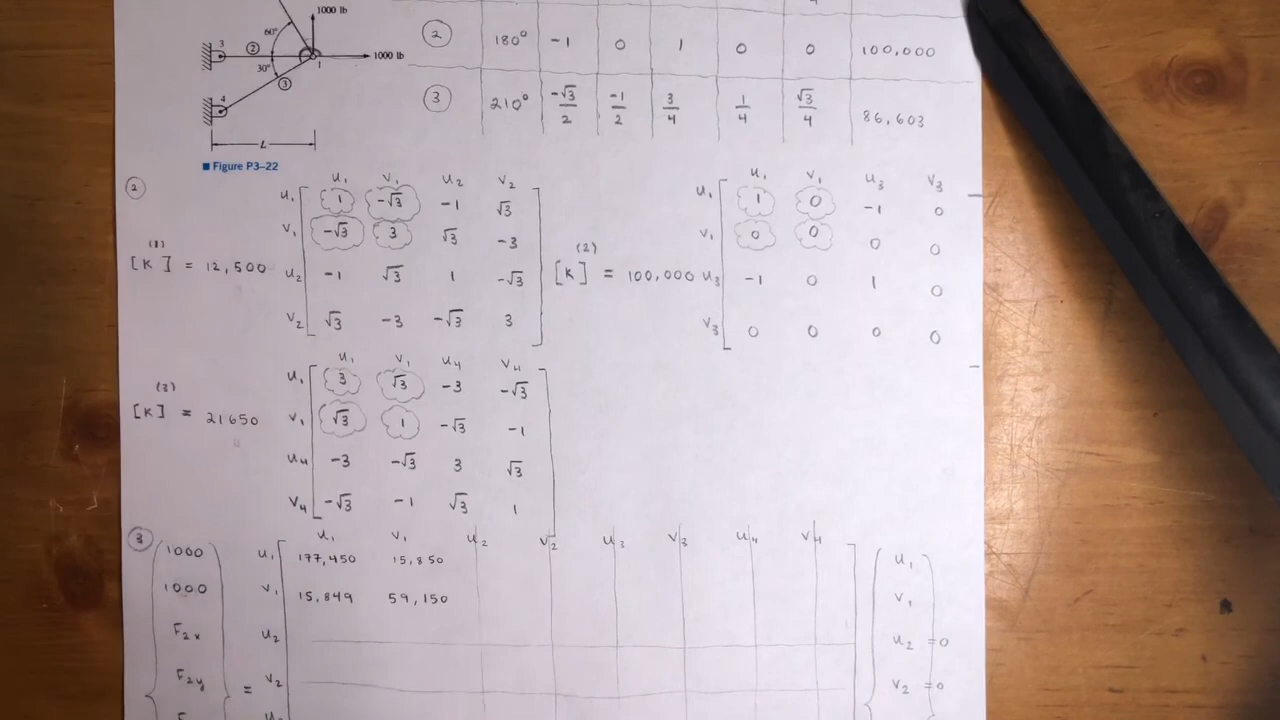 1000 lb
60°
3 ② 1 1000 lb
30° ③
4
L
■ Figure P3–22
② 180° -1 0 1 0 0 100,000
③ 210° -√3/2 -1/2 3/4 1/4 √3/4 86,603
②
u₁ v₁ u₂ v₂
u₁ 1 -√3 -1 √3
v₁ -√3 3 √3 -3
[K]⁽¹⁾ = 12,500
u₂ -1 √3 1 -√3
v₂ √3 -3 -√3 3
u₁ v₁ u₃ v₃
u₁ 1 0 -1 0
v₁ 0 0 0 0
[K]⁽²⁾ = 100,000
u₃ -1 0 1 0
v₃ 0 0 0 0
u₁ v₁ u₄ v₄
u₁ 3 √3 -3 -√3
[K]⁽³⁾ = 21650
v₁ √3 1 -√3 -1
u₄ -3 -√3 3 √3
v₄ -√3 -1 √3 1
③
u₁ v₁ u₂ v₂ u₃ v₃ u₄ v₄
1000 u₁ 177,450 15,850 u₁
1000 v₁ 15,849 59,150 v₁
F₂ₓ u₂ u₂ =0
F₂y = v₂ v₂ =0